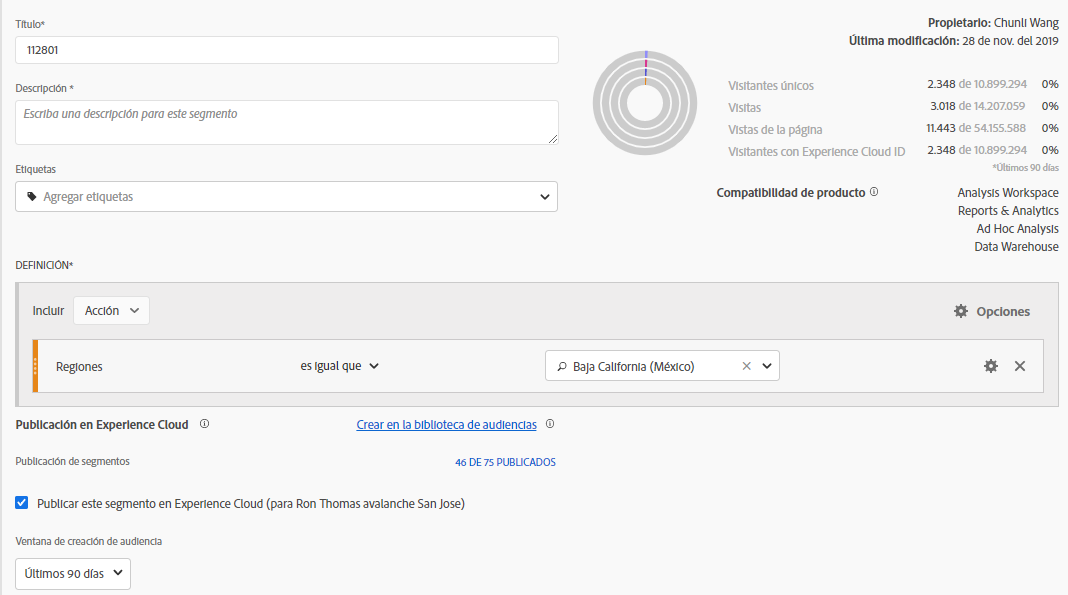 Título*
112801
Descripción *
Escriba una descripción para este segmento
Etiquetas
Agregar etiquetas
Propietario: Chunli Wang
Última modificación: 28 de nov. del 2019
Visitantes únicos 2.348 de 10.899.294 0%
Visitas 3.018 de 14.207.059 0%
Vistas de la página 11.443 de 54.155.588 0%
Visitantes con Experience Cloud ID 2.348 de 10.899.294 0%
*Últimos 90 días
Compatibilidad de producto Analysis Workspace
Reports & Analytics
Ad Hoc Analysis
Data Warehouse
DEFINICIÓN*
Incluir Acción Opciones
Regiones es igual que Baja California (México)
Publicación en Experience Cloud Crear en la biblioteca de audiencias
Publicación de segmentos 46 DE 75 PUBLICADOS
Publicar este segmento en Experience Cloud (para Ron Thomas avalanche San Jose)
Ventana de creación de audiencia
Últimos 90 días